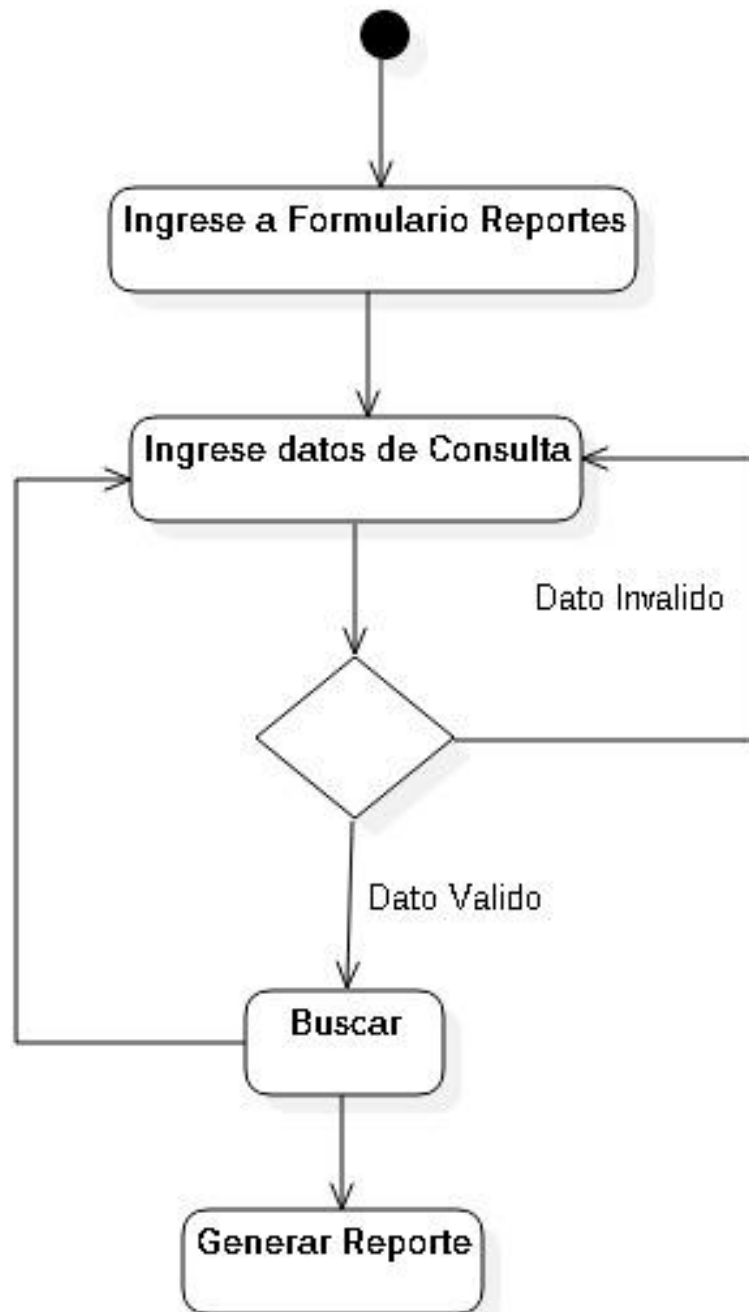 Ingrese a Formulario Reportes
Ingrese datos de Consulta
Dato Invalido
Dato Valido
Buscar
Generar Reporte